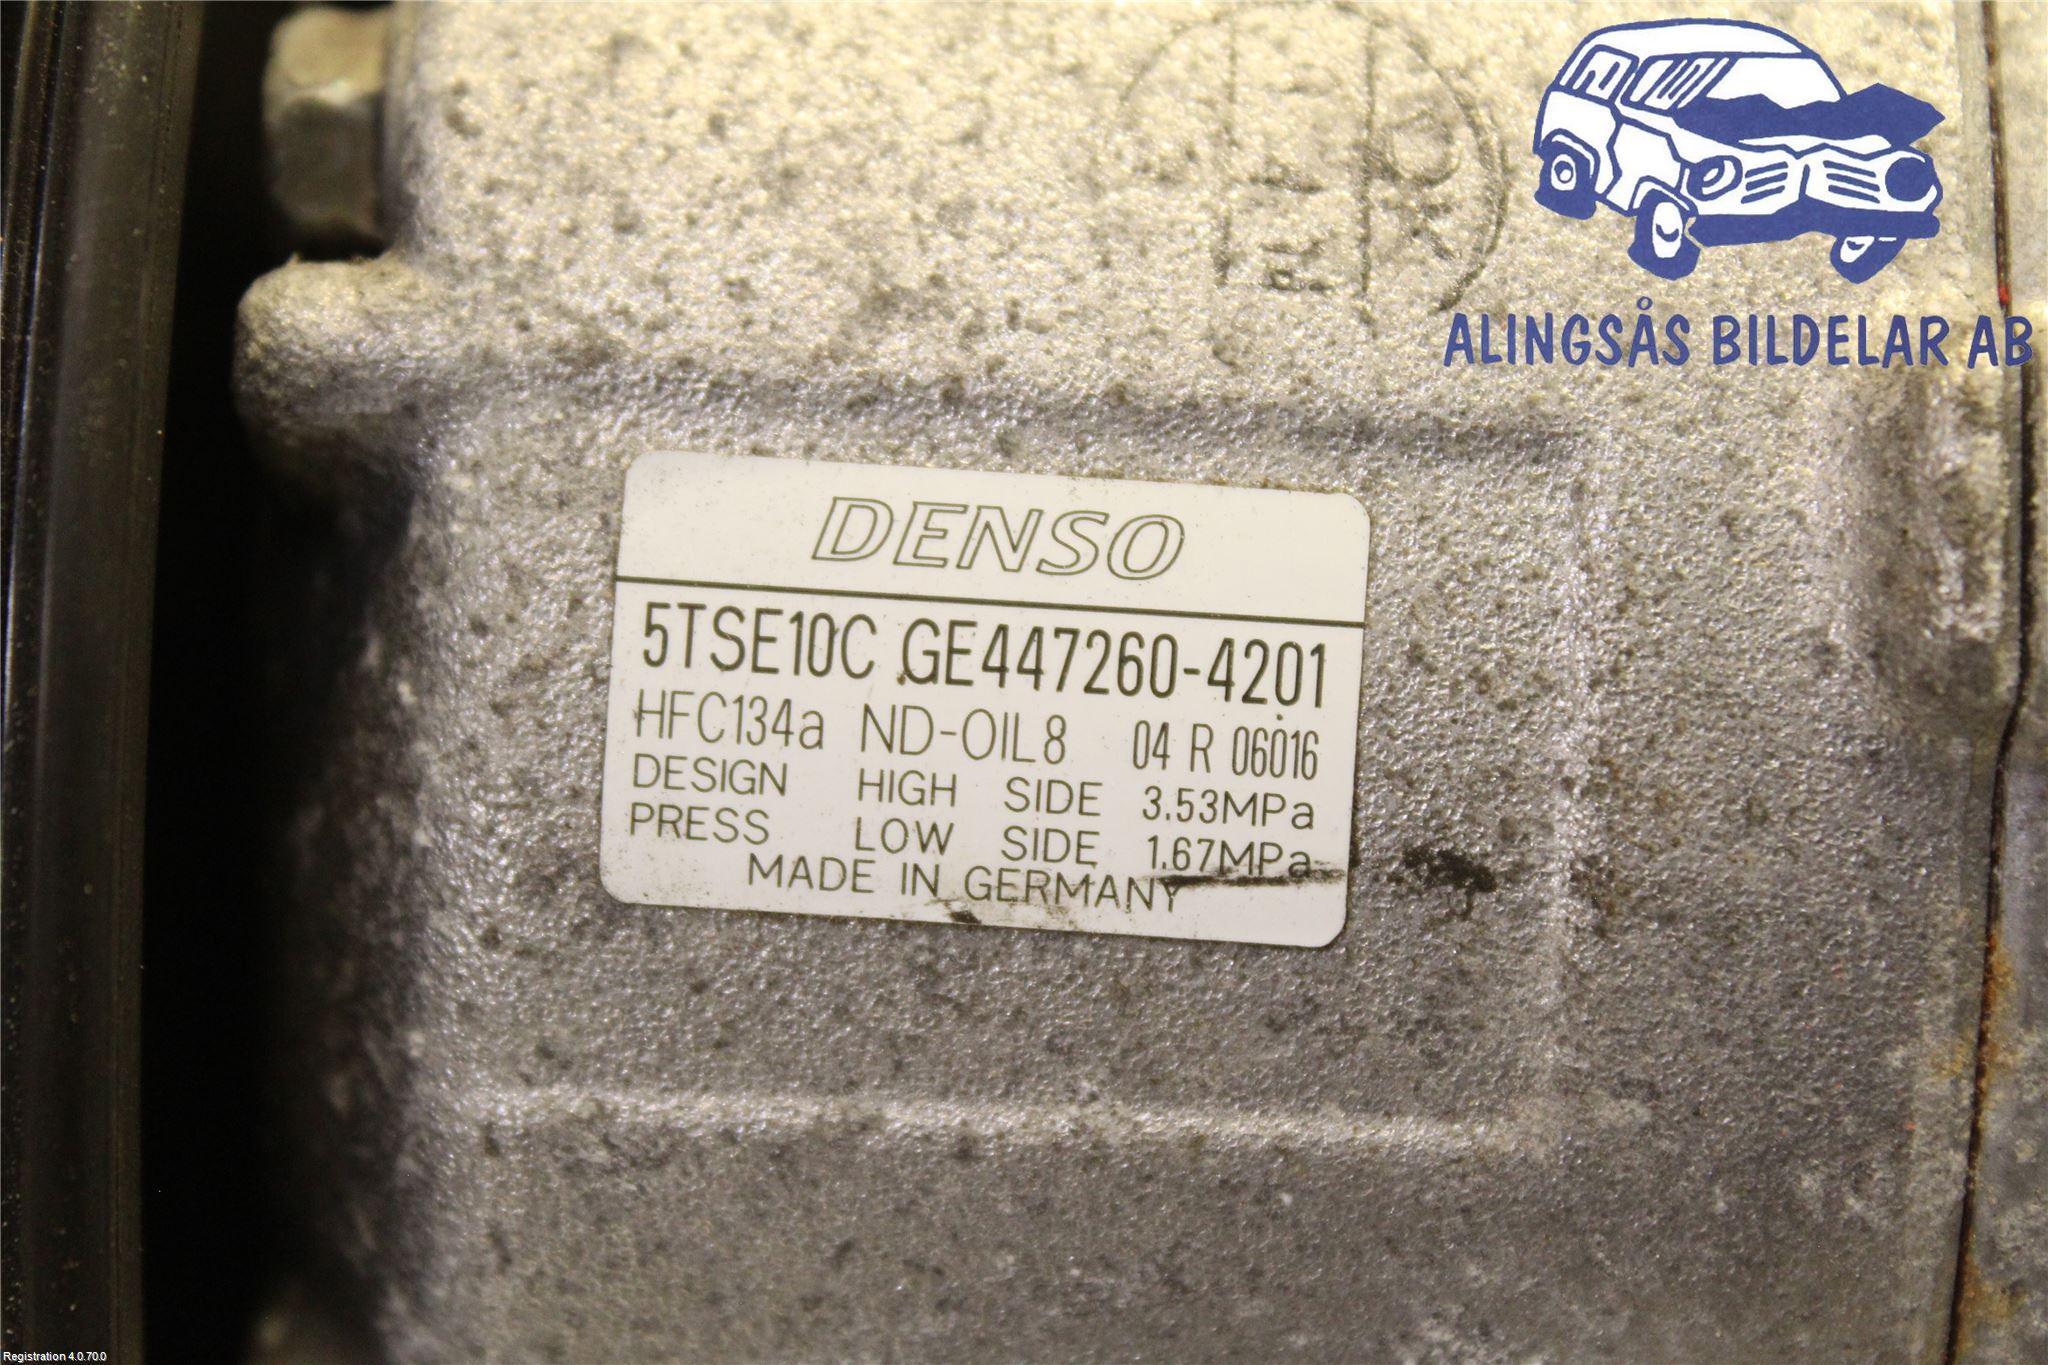 ALINGSÅS BILDELAR AB
DENSO
5TSE10C GE447260-4201
HFC134a ND-OIL8 04 R 06016
DESIGN HIGH SIDE 3.53MPa
PRESS LOW SIDE 1.67MPa
MADE IN GERMANY
Registration 4.0.70.0